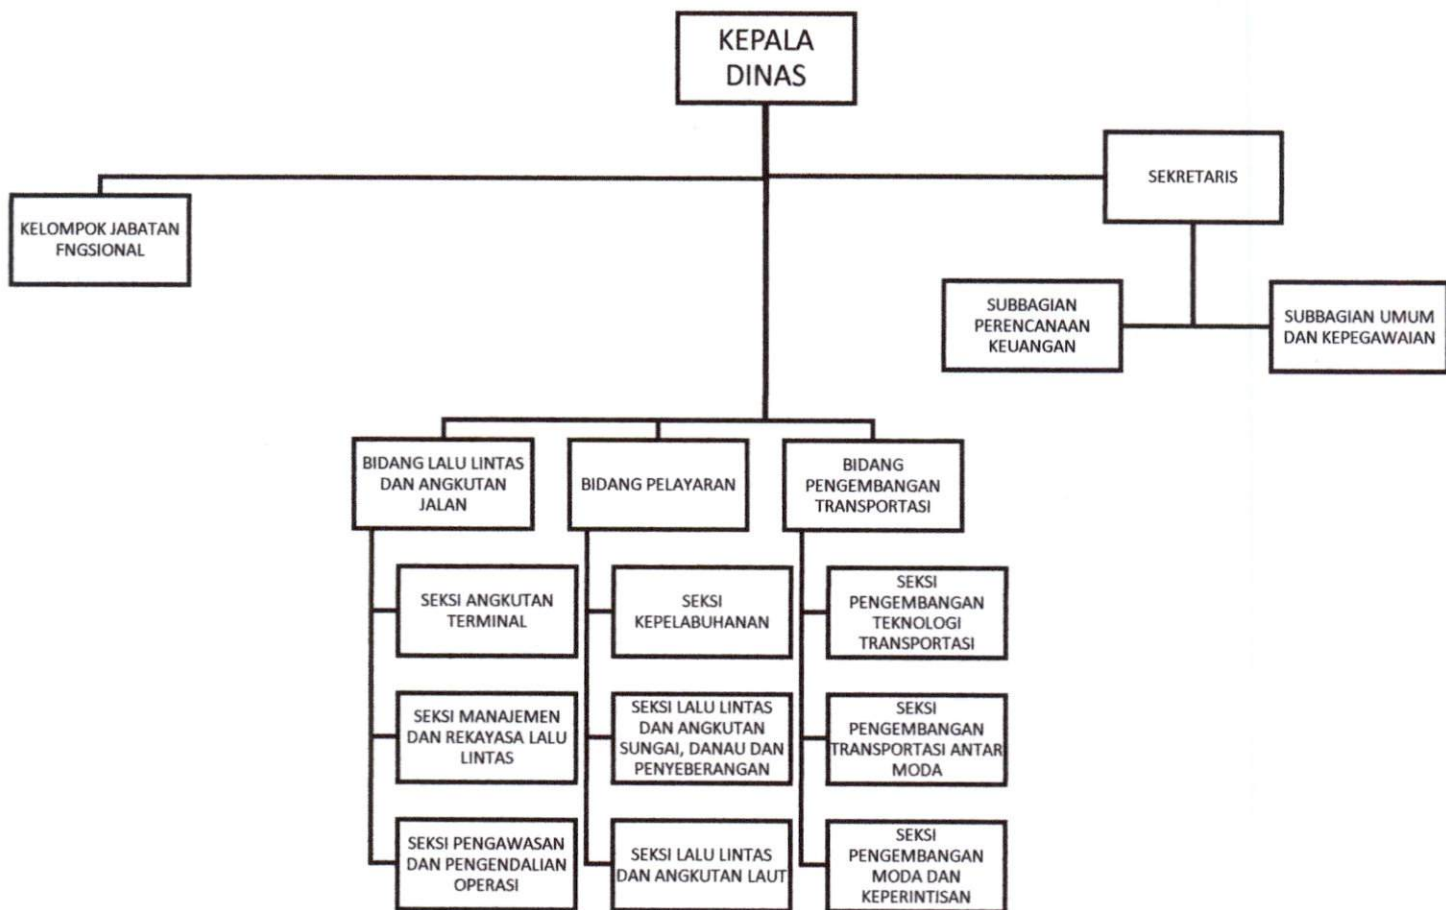 KEPALA
DINAS
SEKRETARIS
KELOMPOK JABATAN
FNGSIONAL
SUBBAGIAN
PERENCANAAN
KEUANGAN
SUBBAGIAN UMUM
DAN KEPEGAWAIAN
BIDANG LALU LINTAS
DAN ANGKUTAN
JALAN
BIDANG PELAYARAN
BIDANG
PENGEMBANGAN
TRANSPORTASI
SEKSI ANGKUTAN
TERMINAL
SEKSI
KEPELABUHANAN
SEKSI
PENGEMBANGAN
TEKNOLOGI
TRANSPORTASI
SEKSI MANAJEMEN
DAN REKAYASA LALU
LINTAS
SEKSI LALU LINTAS
DAN ANGKUTAN
SUNGAI, DANAU DAN
PENYEBERANGAN
SEKSI
PENGEMBANGAN
TRANSPORTASI ANTAR
MODA
SEKSI PENGAWASAN
DAN PENGENDALIAN
OPERASI
SEKSI LALU LINTAS
DAN ANGKUTAN LAUT
SEKSI
PENGEMBANGAN
MODA DAN
KEPERINTISAN